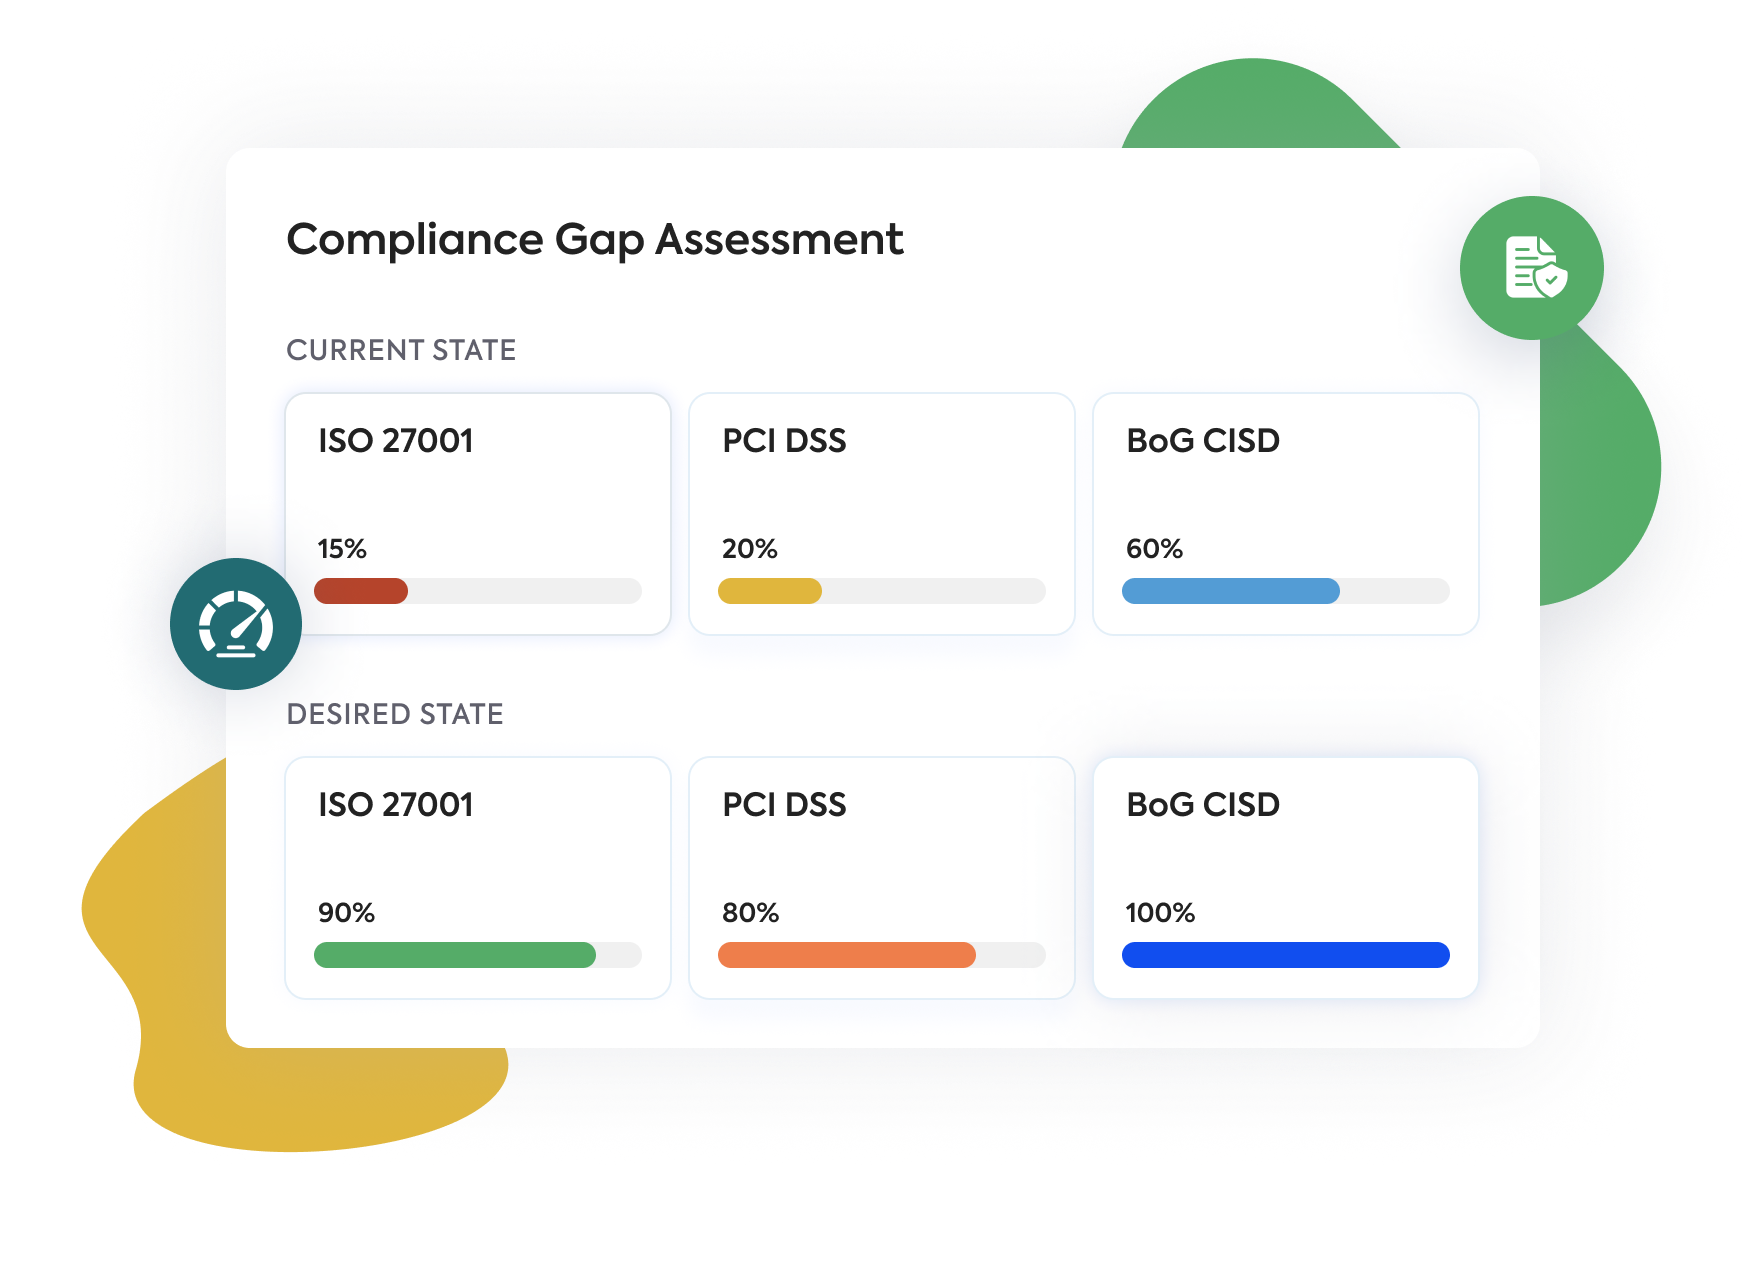 Compliance Gap Assessment
CURRENT STATE
ISO 27001
15%
PCI DSS
20%
BoG CISD
60%
DESIRED STATE
ISO 27001
90%
PCI DSS
80%
BoG CISD
100%